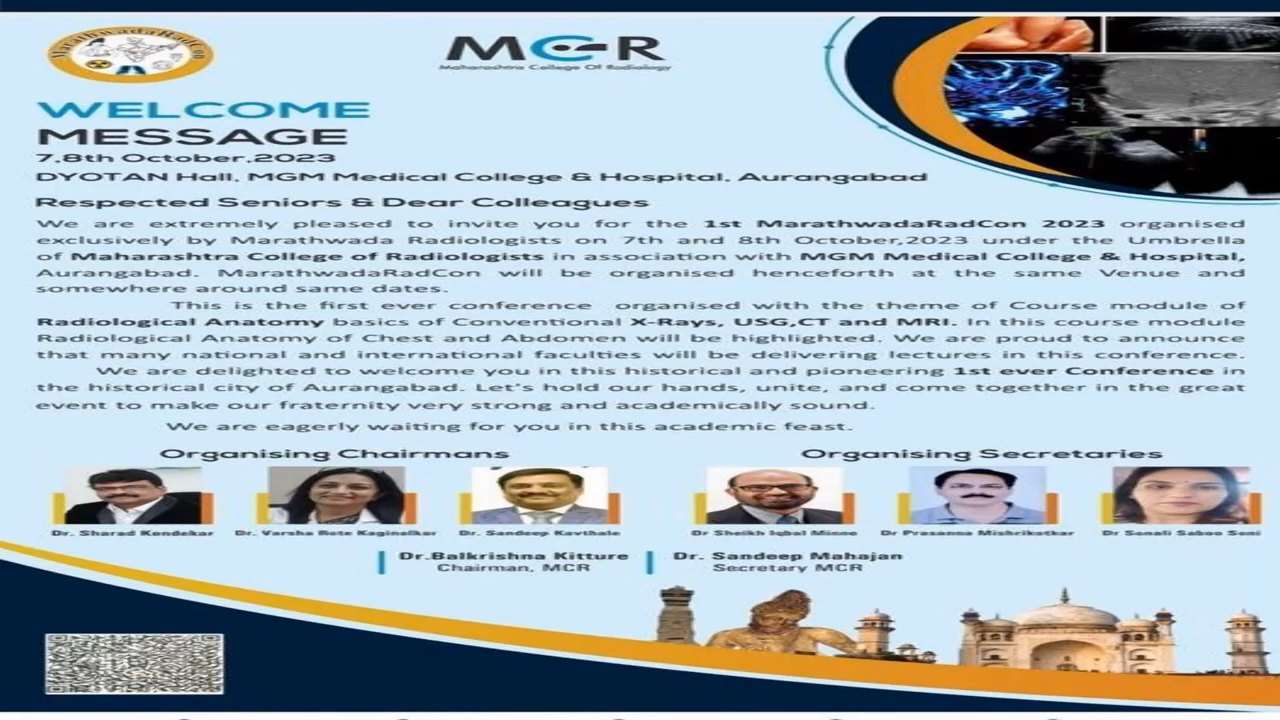 MarathwadaRadCon
MCR
Maharashtra College Of Radiology
WELCOME
MESSAGE
7,8th October,2023
DYOTAN Hall, MGM Medical College & Hospital, Aurangabad
Respected Seniors & Dear Colleagues
We are extremely pleased to invite you for the 1st MarathwadaRadCon 2023 organised
exclusively by Marathwada Radiologists on 7th and 8th October,2023 under the Umbrella
of Maharashtra College of Radiologists in association with MGM Medical College & Hospital,
Aurangabad. MarathwadaRadCon will be organised henceforth at the same Venue and
somewhere around same dates.
This is the first ever conference organised with the theme of Course module of
Radiological Anatomy basics of Conventional X-Rays, USG,CT and MRI. In this course module
Radiological Anatomy of Chest and Abdomen will be highlighted. We are proud to announce
that many national and international faculties will be delivering lectures in this conference.
We are delighted to welcome you in this historical and pioneering 1st ever Conference in
the historical city of Aurangabad. Let's hold our hands, unite, and come together in the great
event to make our fraternity very strong and academically sound.
We are eagerly waiting for you in this academic feast.
Organising Chairmans
Organising Secretaries
Dr. Sharad Kondekar
Dr. Varsha Rote Kaginalkar
Dr. Sandeep Kavthale
Dr Sheikh Iqbal Minne
Dr Prasanna Mishrikotkar
Dr Sonali Saboo Soni
Dr.Balkrishna Kitture
Chairman, MCR
Dr. Sandeep Mahajan
Secretary MCR